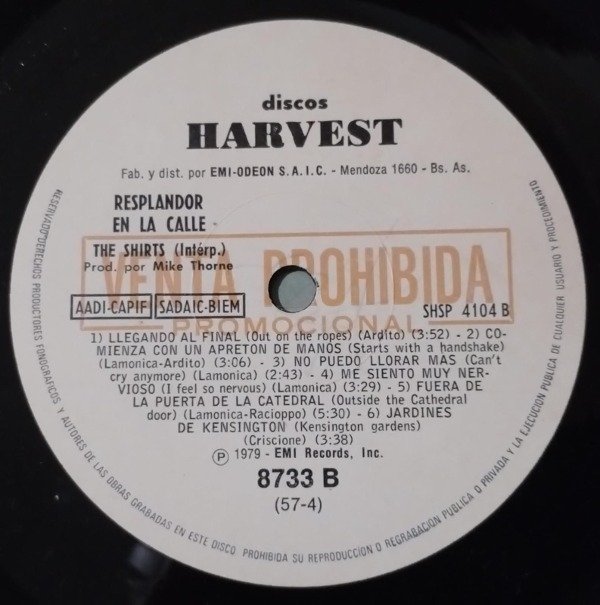 discos
HARVEST
Fab. y dist. por EMI-ODEON S.A.I.C. - Mendoza 1660 - Bs. As.
RESPLANDOR
EN LA CALLE
THE SHIRTS (Intérp.)
Prod. por Mike Thorne
VENTA PROHIBIDA
AADI-CAPIF SADAIC-BIEM
SHSP 4104 B
PROMOCIONAL
1) LLEGANDO AL FINAL (Out on the ropes) (Ardito) (3:52) - 2) CO-
MIENZA CON UN APRETON DE MANOS (Starts with a handshake)
(Lamonica-Ardito) (3:06) - 3) NO PUEDO LLORAR MAS (Can't
cry anymore) (Lamonica) (2:43) - 4) ME SIENTO MUY NER-
VIOSO (I feel so nervous) (Lamonica) (3:29) - 5) FUERA DE
LA PUERTA DE LA CATEDRAL (Outside the Cathedral
door) (Lamonica-Racioppo) (5:30) - 6) JARDINES
DE KENSINGTON (Kensington gardens)
(Criscione) (3:38)
Ⓟ 1979 - EMI Records, Inc.
8733 B
(57-4)
RESERVADO DERECHOS PRODUCTORES FONOGRAFICOS Y AUTORES DE LAS OBRAS GRABADAS EN ESTE DISCO. PROHIBIDA SU REPRODUCCION O REGRABACION PUBLICA O PRIVADA Y LA EJECUCION PUBLICA DE CUALQUIER USUARIO Y PROCEDIMIENTO